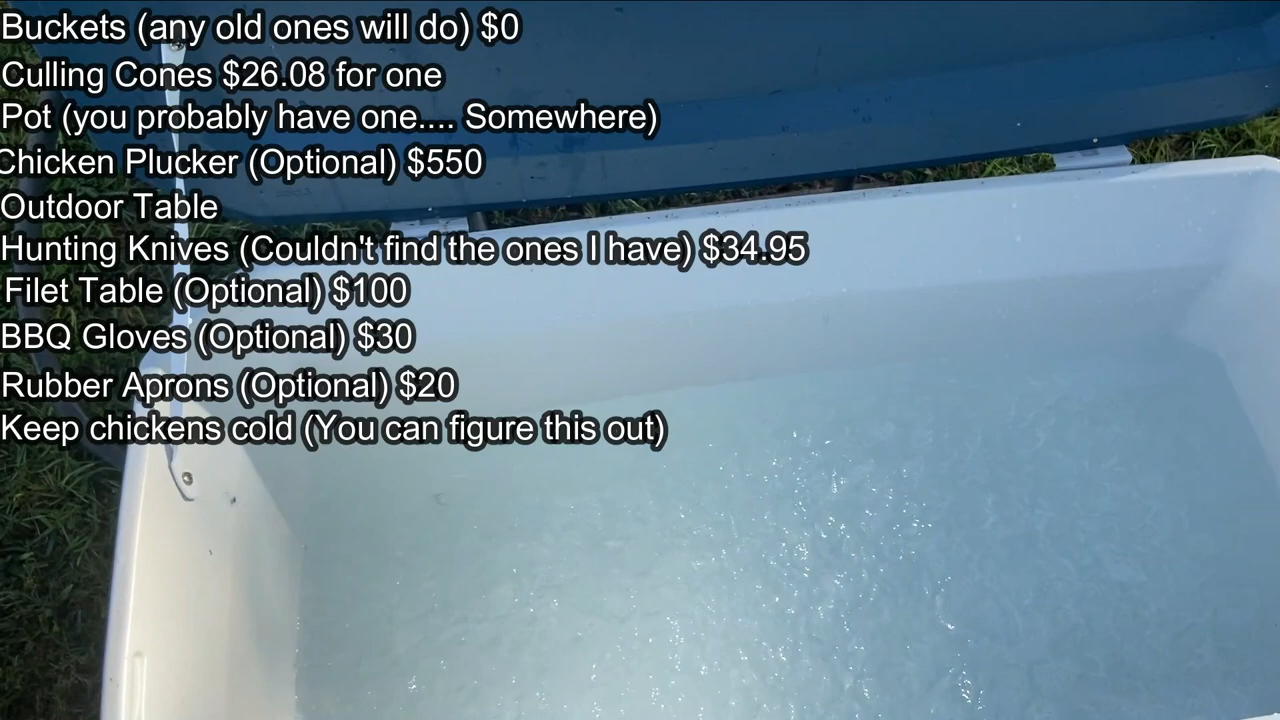 Buckets (any old ones will do) $0
Culling Cones $26.08 for one
Pot (you probably have one.... Somewhere)
Chicken Plucker (Optional) $550
Outdoor Table
Hunting Knives (Couldn't find the ones I have) $34.95
Filet Table (Optional) $100
BBQ Gloves (Optional) $30
Rubber Aprons (Optional) $20
Keep chickens cold (You can figure this out)